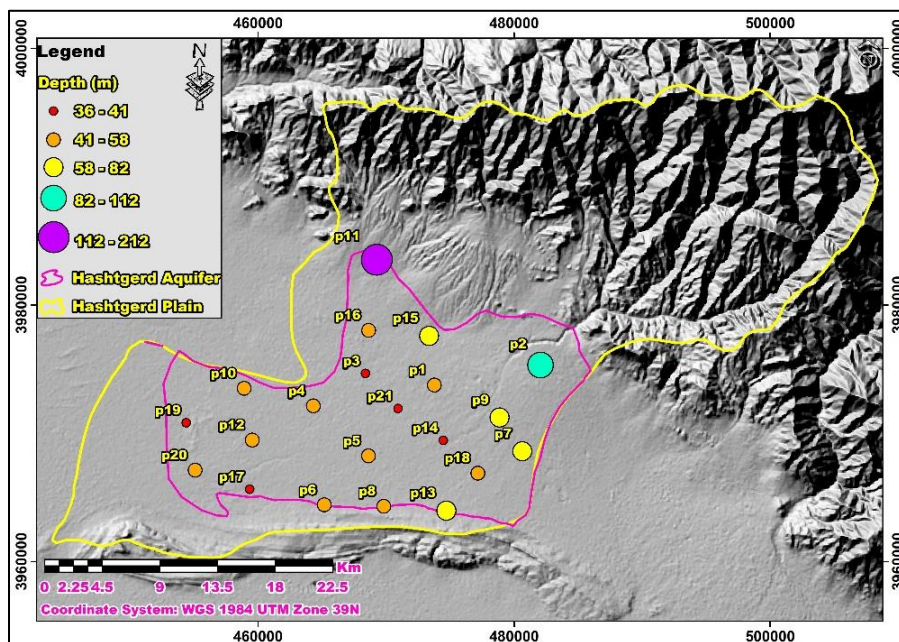 460000 480000 500000
4000000
4000000
Legend
N
Depth (m)
36 - 41
41 - 58
58 - 82
82 - 112
112 - 212
Hashtgerd Aquifer
Hashtgerd Plain
p11
3980000
3980000
p16 p15
p2
p3 p1
p10
p4 p21 p9
p19
p12 p14 p7
p5
p20 p18
p17
p6 p8 p13
3960000
3960000
Km
0 2.25 4.5 9 13.5 18 22.5
Coordinate System: WGS 1984 UTM Zone 39N
460000 480000 500000